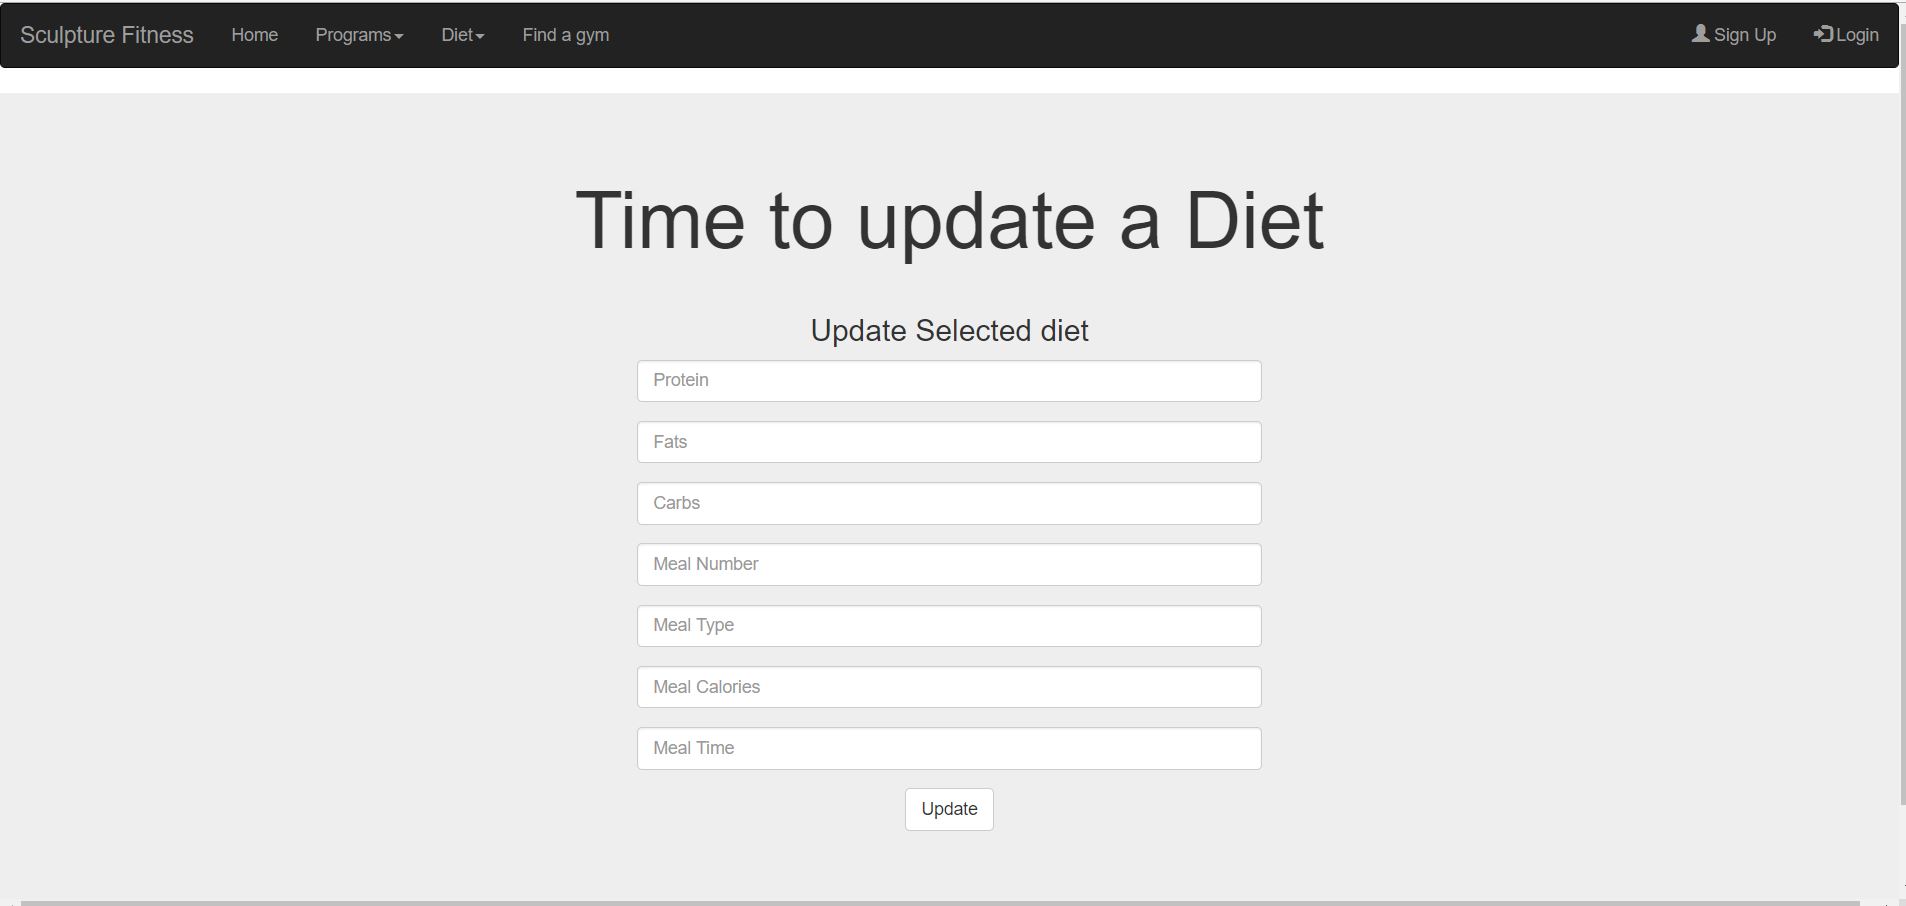 Sculpture Fitness Home Programs Diet Find a gym Sign Up Login
Time to update a Diet
Update Selected diet
Protein
Fats
Carbs
Meal Number
Meal Type
Meal Calories
Meal Time
Update